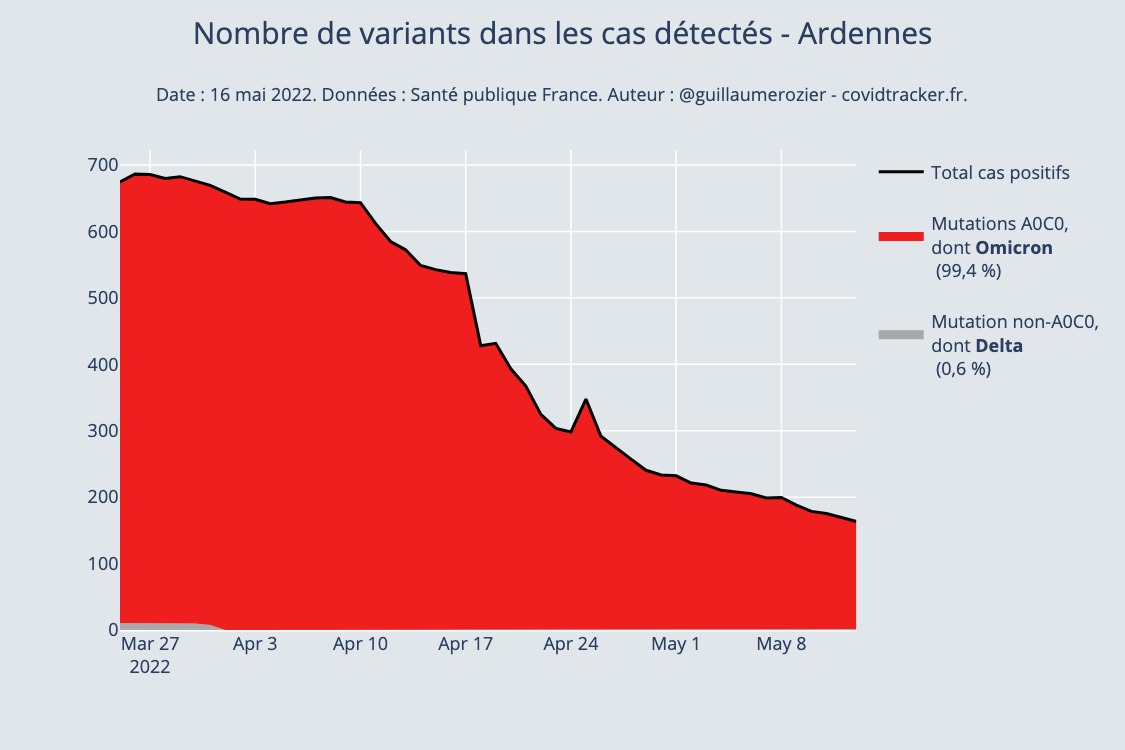 Nombre de variants dans les cas détectés - Ardennes
Date : 16 mai 2022. Données : Santé publique France. Auteur : @guillaumerozier - covidtracker.fr.
700
600
500
400
300
200
100
0
Mar 27
2022
Apr 3
Apr 10
Apr 17
Apr 24
May 1
May 8
Total cas positifs
Mutations A0C0,
dont Omicron
(99,4 %)
Mutation non-A0C0,
dont Delta
(0,6 %)